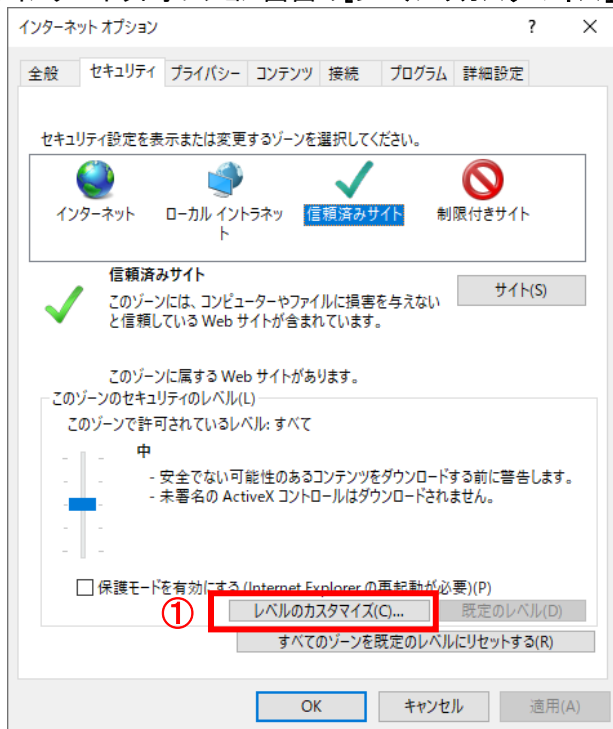 インターネット オプション ? ×
全般 セキュリティ プライバシー コンテンツ 接続 プログラム 詳細設定
セキュリティ設定を表示または変更するゾーンを選択してください。
インターネット ローカル イントラネッ
ト 信頼済みサイト 制限付きサイト
信頼済みサイト
このゾーンには、コンピューターやファイルに損害を与えない
と信頼している Web サイトが含まれています。
サイト(S)
このゾーンに属する Web サイトがあります。
このゾーンのセキュリティのレベル(L)
このゾーンで許可されているレベル: すべて
中
- 安全でない可能性のあるコンテンツをダウンロードする前に警告します。
- 未署名の ActiveX コントロールはダウンロードされません。
保護モードを有効にする (Internet Explorer の再起動が必要)(P)
① レベルのカスタマイズ(C)... 既定のレベル(D)
すべてのゾーンを既定のレベルにリセットする(R)
OK キャンセル 適用(A)